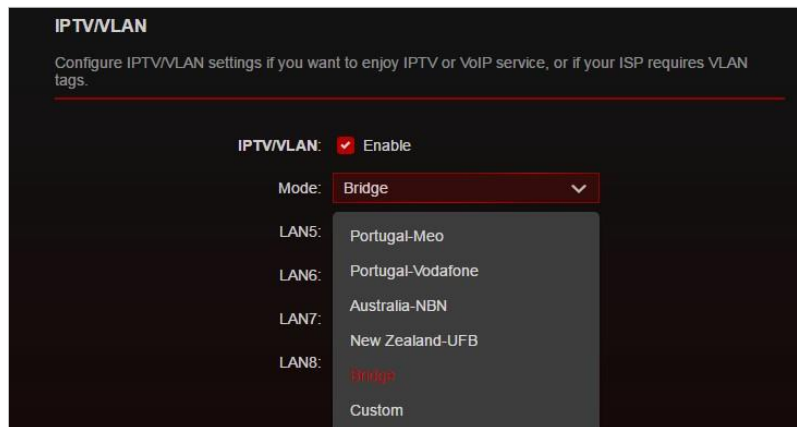 IPTV/VLAN
Configure IPTV/VLAN settings if you want to enjoy IPTV or VoIP service, or if your ISP requires VLAN
tags.
IPTV/VLAN: Enable
Mode: Bridge
LAN5:
Portugal-Meo
LAN6:
Portugal-Vodafone
LAN7:
Australia-NBN
New Zealand-UFB
LAN8:
Bridge
Custom